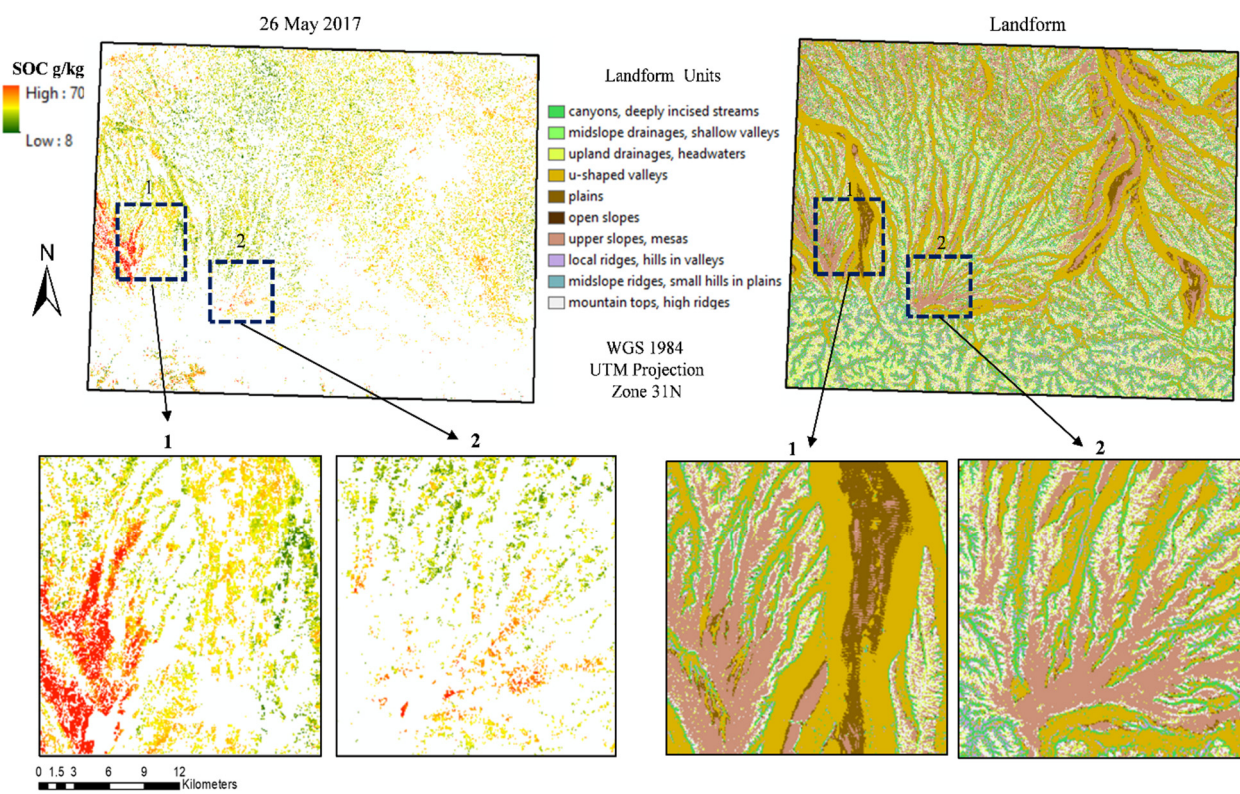 26 May 2017
Landform
SOC g/kg
High : 70
Low : 8
Landform Units
canyons, deeply incised streams
midslope drainages, shallow valleys
upland drainages, headwaters
u-shaped valleys
plains
open slopes
upper slopes, mesas
local ridges, hills in valleys
midslope ridges, small hills in plains
mountain tops, high ridges
WGS 1984
UTM Projection
Zone 31N
N
1
2
1
2
1
2
1
2
0 1.5 3 6 9 12
Kilometers